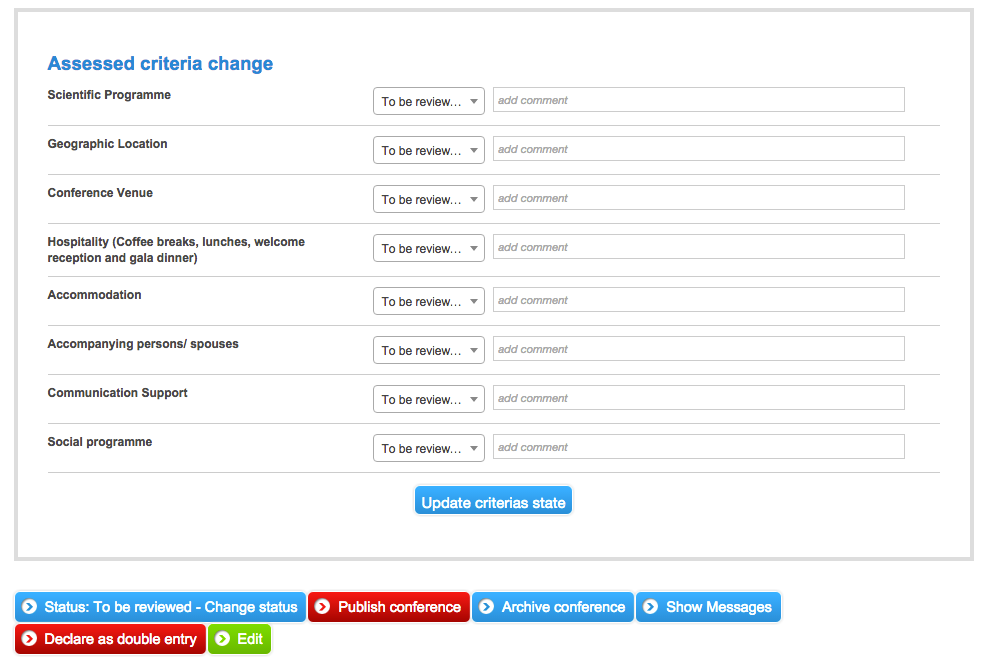 Assessed criteria change
Scientific Programme To be review... add comment
Geographic Location To be review... add comment
Conference Venue To be review... add comment
Hospitality (Coffee breaks, lunches, welcome
reception and gala dinner) To be review... add comment
Accommodation To be review... add comment
Accompanying persons/ spouses To be review... add comment
Communication Support To be review... add comment
Social programme To be review... add comment
Update criterias state
Status: To be reviewed - Change status Publish conference Archive conference Show Messages
Declare as double entry Edit